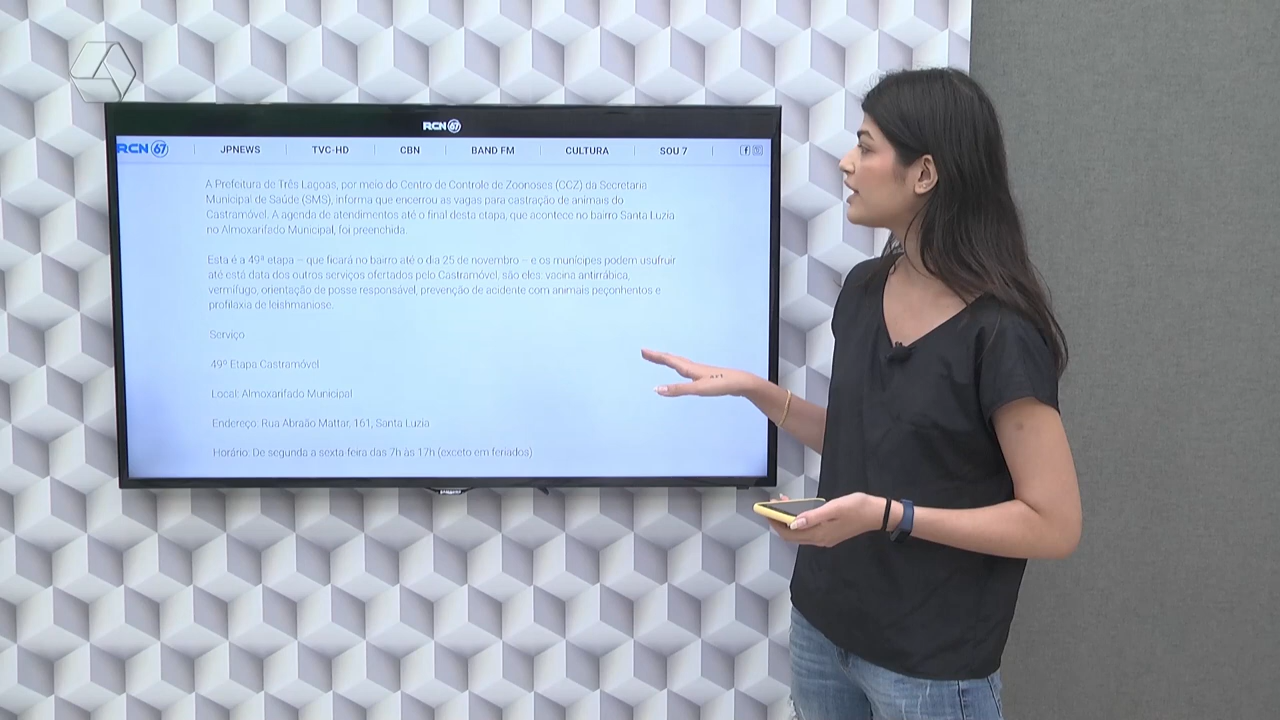 RCN 67
RCN 67 JPNEWS TVC-HD CBN BAND FM CULTURA SOU 7
A Prefeitura de Três Lagoas, por meio do Centro de Controle de Zoonoses (CCZ) da Secretaria
Municipal de Saúde (SMS), informa que encerrou as vagas para castração de animais do
Castramóvel. A agenda de atendimentos até o final desta etapa, que acontece no bairro Santa Luzia
no Almoxarifado Municipal, foi preenchida.
Esta é a 49ª etapa – que ficará no bairro até o dia 25 de novembro – e os munícipes podem usufruir
até está data dos outros serviços ofertados pelo Castramóvel, são eles: vacina antirrábica,
vermífugo, orientação de posse responsável, prevenção de acidente com animais peçonhentos e
profilaxia de leishmaniose.
Serviço
49º Etapa Castramóvel
Local: Almoxarifado Municipal
Endereço: Rua Abraão Mattar, 161, Santa Luzia
Horário: De segunda a sexta-feira das 7h às 17h (exceto em feriados)
SAMSUNG